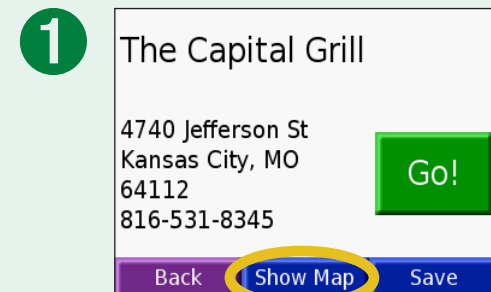 1
The Capital Grill
4740 Jefferson St
Kansas City, MO
64112
816-531-8345
Go!
Back Show Map Save